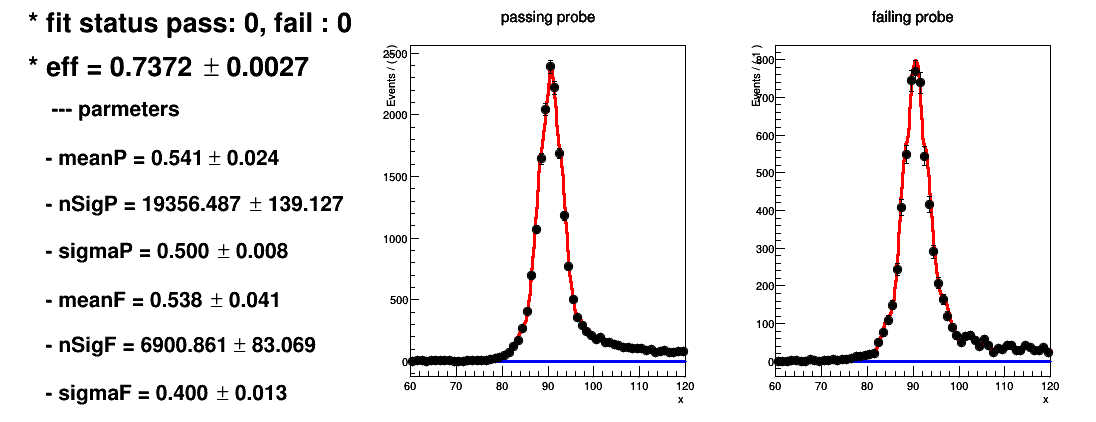 * fit status pass: 0, fail : 0
* eff = 0.7372 ± 0.0027
--- parmeters
- meanP = 0.541 ± 0.024
- nSigP = 19356.487 ± 139.127
- sigmaP = 0.500 ± 0.008
- meanF = 0.538 ± 0.041
- nSigF = 6900.861 ± 83.069
- sigmaF = 0.400 ± 0.013
passing probe
Events / (
2500
2000
1500
1000
500
0
60 70 80 90 100 110 120
x
failing probe
Events / ( 1 )
800
700
600
500
400
300
200
100
0
60 70 80 90 100 110 120
x